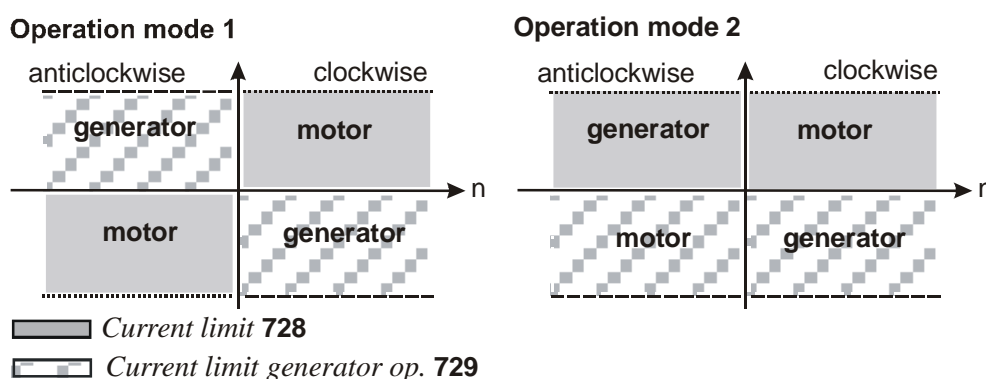 Operation mode 1
anticlockwise
clockwise
generator
motor
n
motor
generator
Operation mode 2
anticlockwise
clockwise
generator
motor
motor
generator
Current limit 728
Current limit generator op. 729